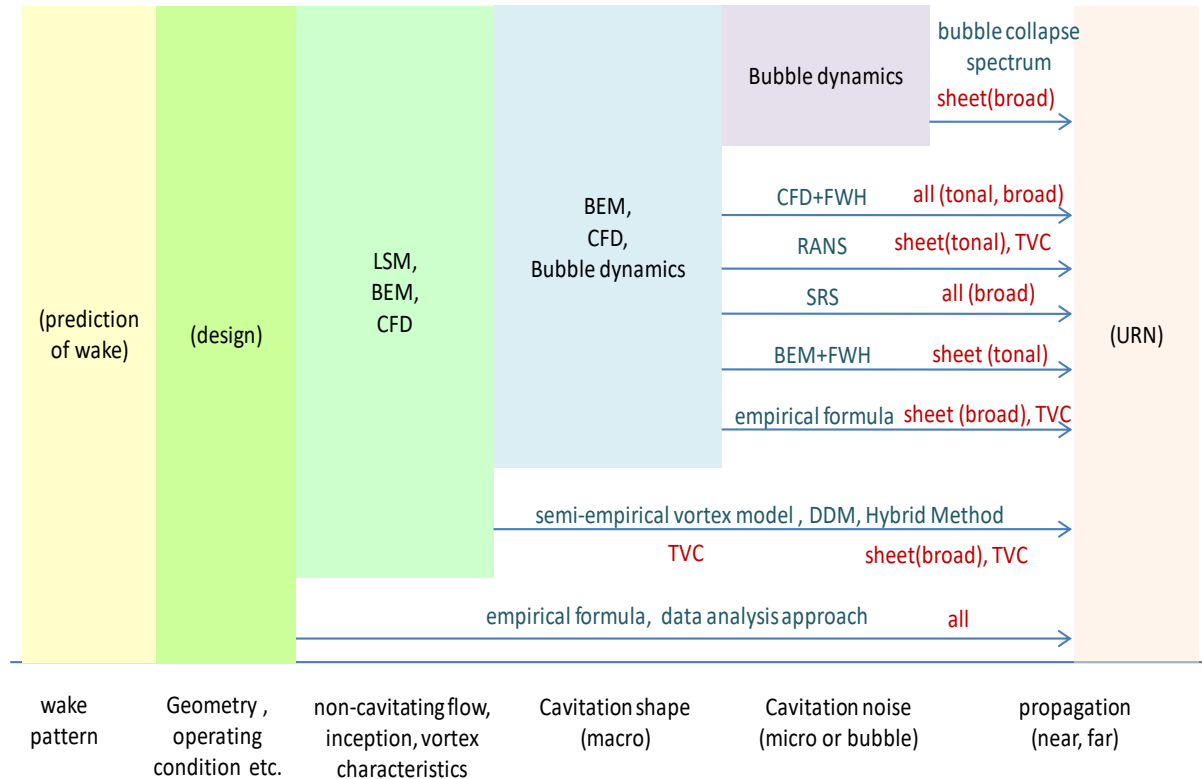 (prediction
of wake)
(design)
LSM,
BEM,
CFD
BEM,
CFD,
Bubble dynamics
Bubble dynamics
bubble collapse
spectrum
sheet(broad)
CFD+FWH all (tonal, broad)
RANS sheet(tonal), TVC
SRS all (broad)
BEM+FWH sheet (tonal)
empirical formula sheet (broad), TVC
semi-empirical vortex model , DDM, Hybrid Method
TVC sheet(broad), TVC
empirical formula, data analysis approach all
(URN)
wake
pattern
Geometry ,
operating
condition etc.
non-cavitating flow,
inception, vortex
characteristics
Cavitation shape
(macro)
Cavitation noise
(micro or bubble)
propagation
(near, far)